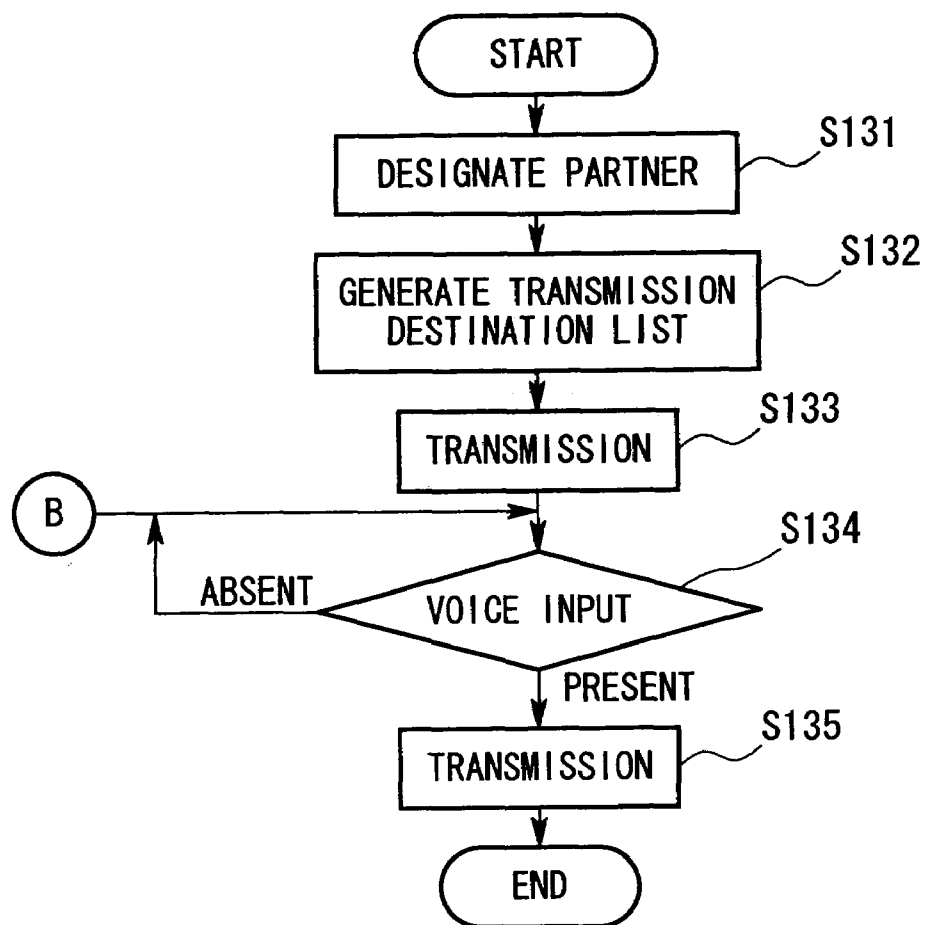 START
S131
DESIGNATE PARTNER
S132
GENERATE TRANSMISSION
DESTINATION LIST
S133
TRANSMISSION
B
S134
ABSENT
VOICE INPUT
PRESENT
S135
TRANSMISSION
END